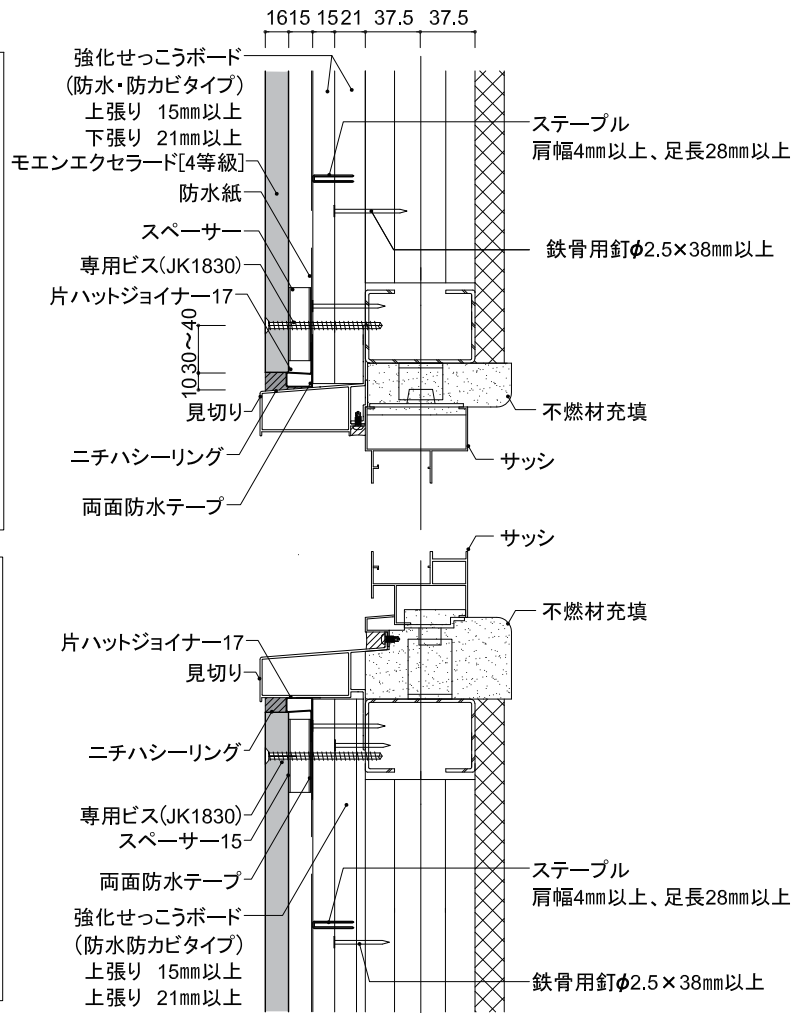 1615 1521 37.5 37.5
強化せっこうボード
(防水・防カビタイプ)
上張り 15mm以上
下張り 21mm以上
モエンエクセラード[4等級]
防水紙
スペーサー
専用ビス(JK1830)
片ハットジョイナー17
10 30～40
見切り
ニチハシーリング
両面防水テープ
ステープル
肩幅4mm以上、足長28mm以上
鉄骨用釘φ2.5×38mm以上
不燃材充填
サッシ
サッシ
不燃材充填
片ハットジョイナー17
見切り
ニチハシーリング
専用ビス(JK1830)
スペーサー15
両面防水テープ
強化せっこうボード
(防水防カビタイプ)
上張り 15mm以上
上張り 21mm以上
ステープル
肩幅4mm以上、足長28mm以上
鉄骨用釘φ2.5×38mm以上